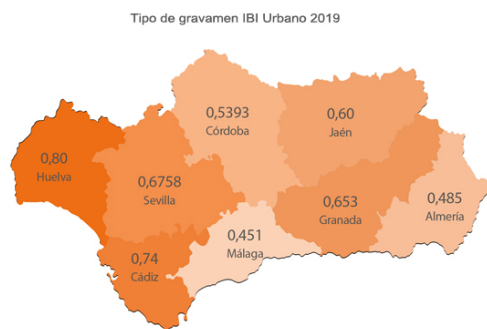 Tipo de gravamen IBI Urbano 2019
0,5393
Córdoba
0,60
Jaén
0,80
Huelva
0,6758
Sevilla
0,653
Granada
0,485
Almería
0,451
Málaga
0,74
Cádiz